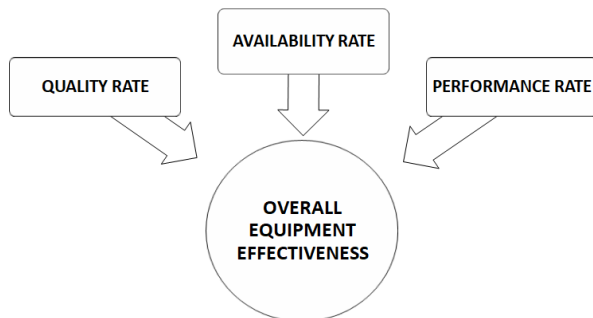 AVAILABILITY RATE
QUALITY RATE
PERFORMANCE RATE
OVERALL
EQUIPMENT
EFFECTIVENESS